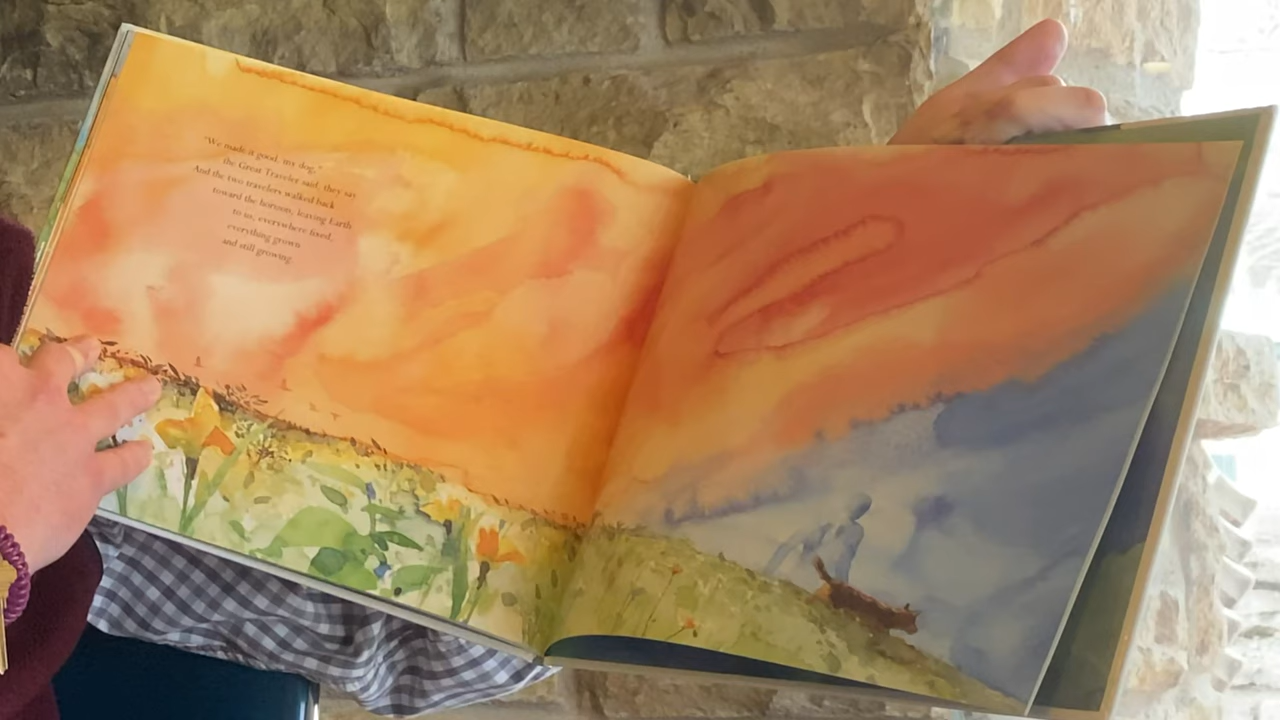 "We made it good, my dog,"
the Great Traveler said, they say
And the two travelers walked back
toward the horizon, leaving Earth
to us, everywhere fixed,
everything grown
and still growing.